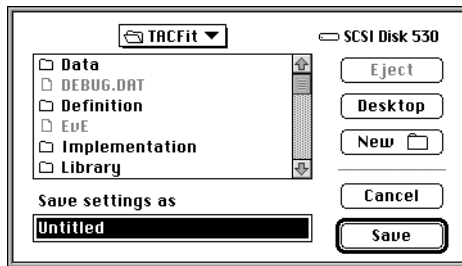 TACFit
SCSI Disk 530
Data
DEBUG.DAT
Definition
EvE
Implementation
Library
Eject
Desktop
New
Save settings as
Untitled
Cancel
Save